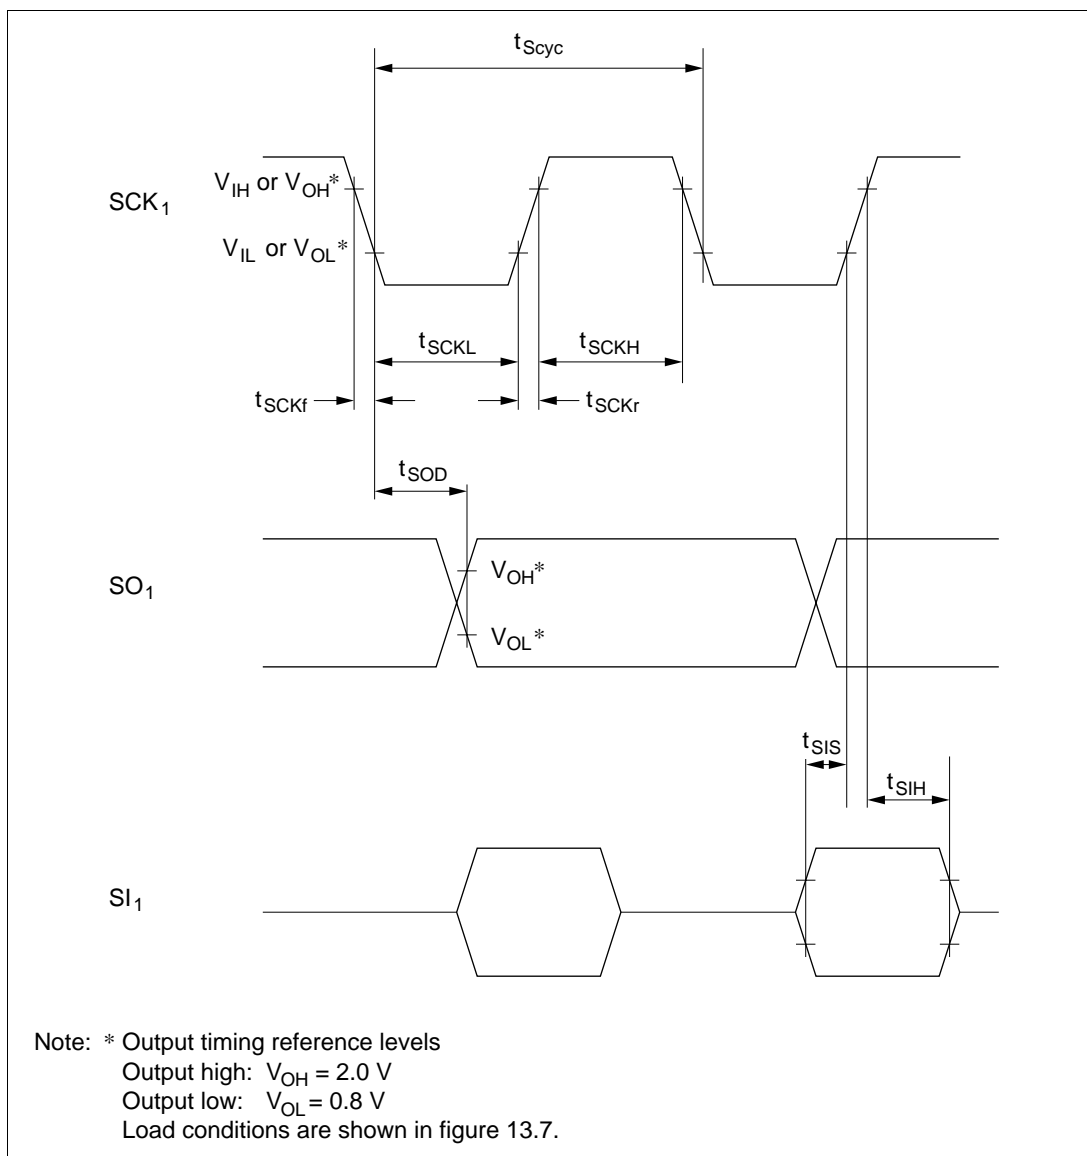 tScyc
SCK1
VIH or VOH*
VIL or VOL*
tSCKL
tSCKH
tSCKf
tSCKr
tSOD
SO1
VOH*
VOL*
tSIS
tSIH
SI1
Note: * Output timing reference levels
Output high: VOH = 2.0 V
Output low: VOL = 0.8 V
Load conditions are shown in figure 13.7.